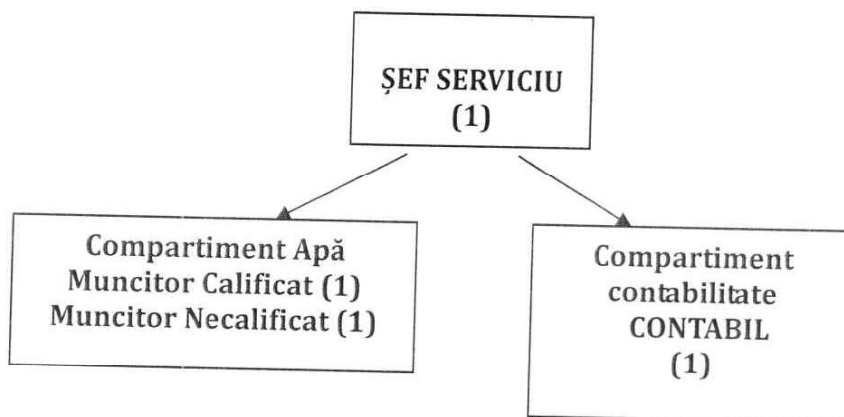 ȘEF SERVICIU
(1)
Compartiment Apă
Muncitor Calificat (1)
Muncitor Necalificat (1)
Compartiment
contabilitate
CONTABIL
(1)